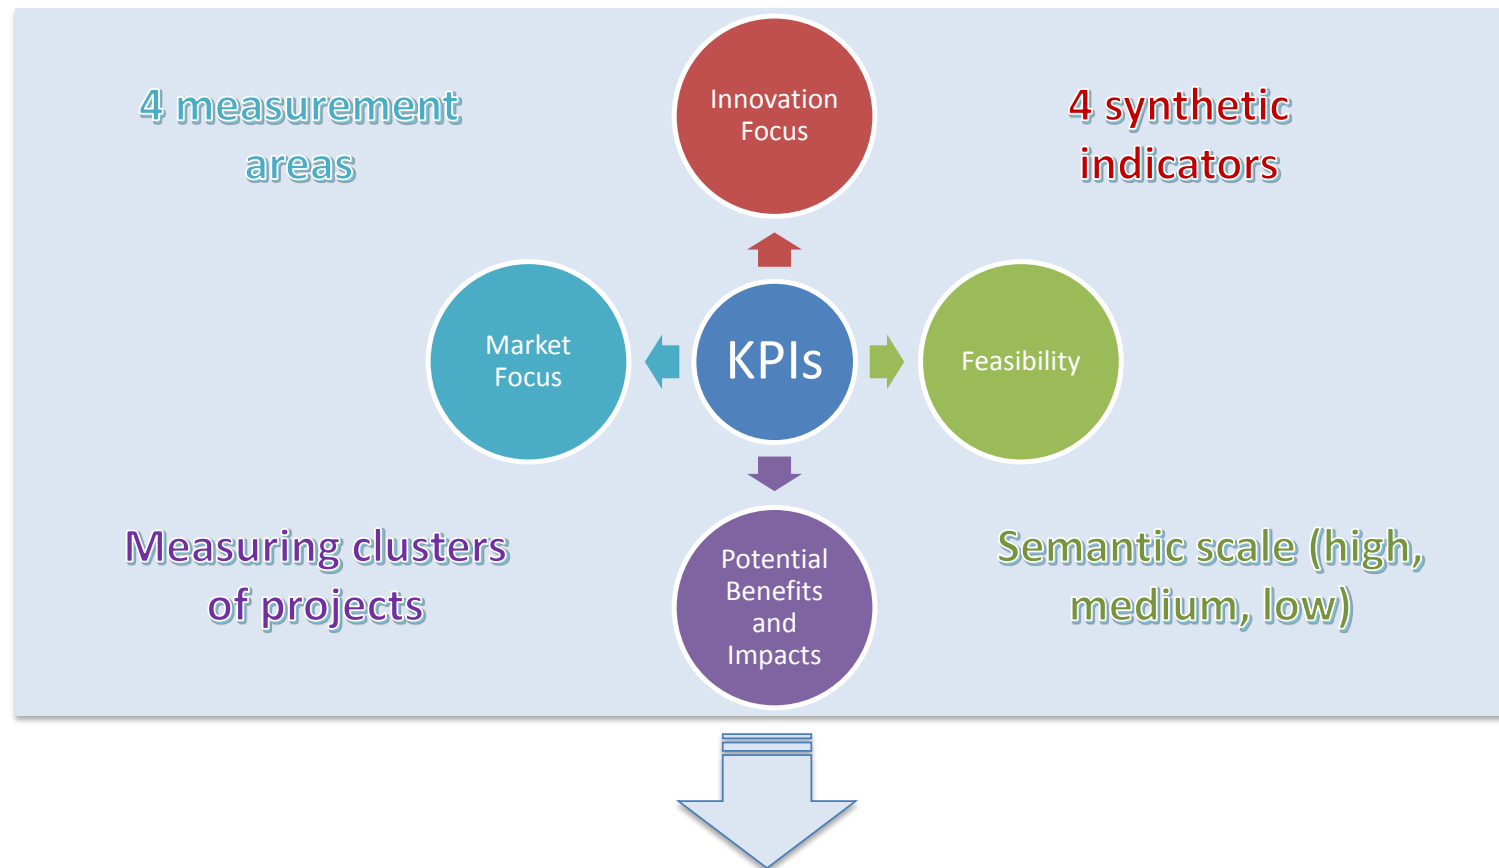 Innovation
Focus
4 measurement
areas
4 synthetic
indicators
Market
Focus
KPIs
Feasibility
Measuring clusters
of projects
Potential
Benefits
and
Impacts
Semantic scale (high,
medium, low)